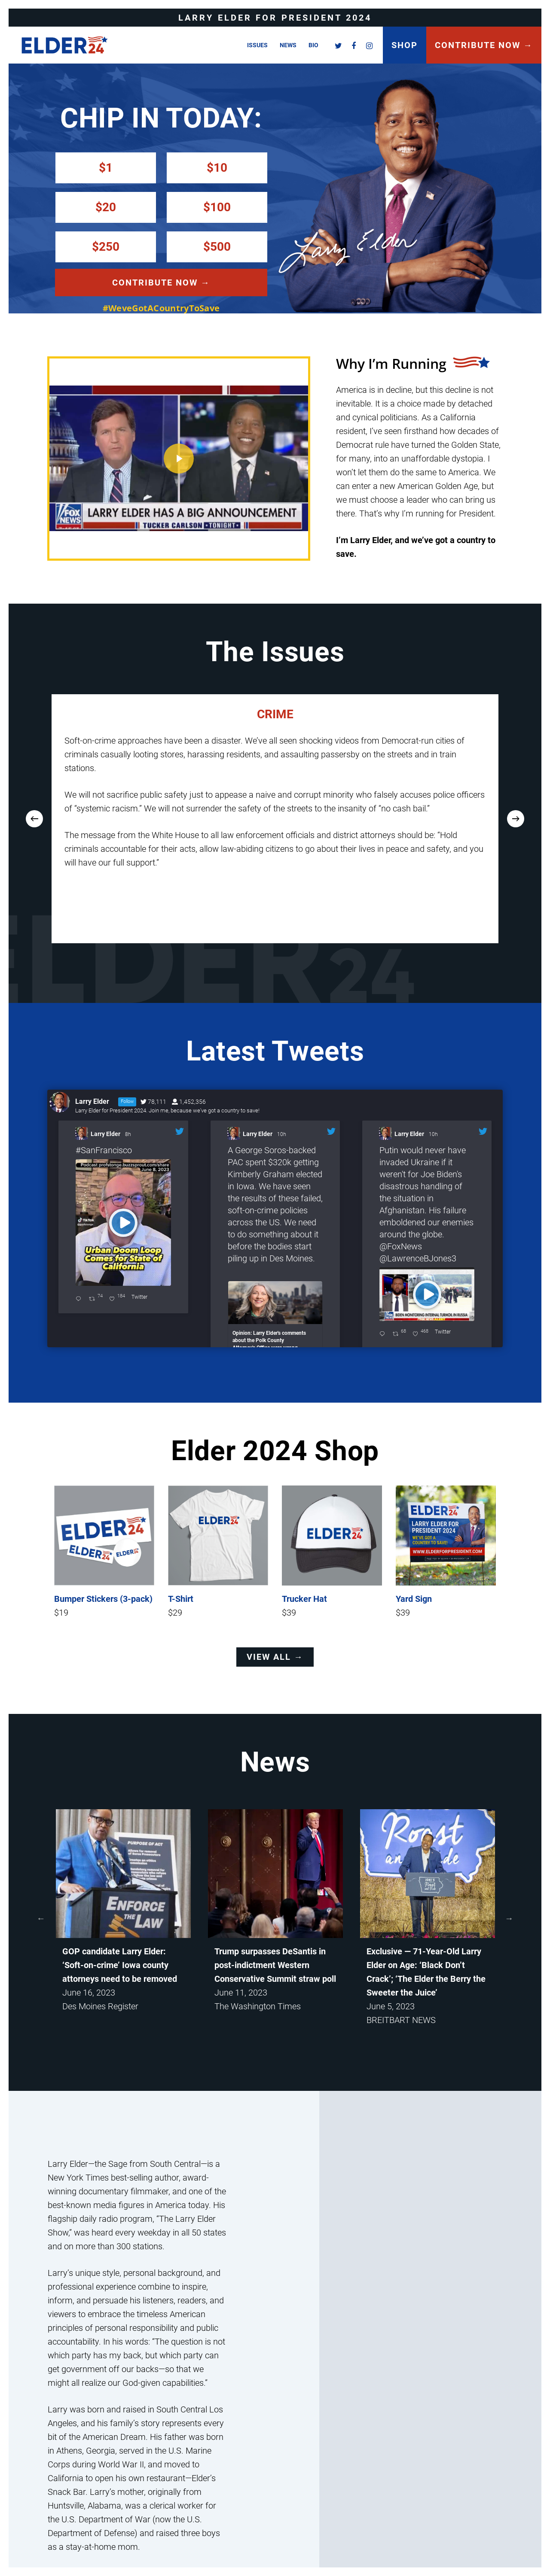 LARRY ELDER FOR PRESIDENT 2024
ELDER24
ISSUES NEWS BIO
SHOP
CONTRIBUTE NOW →
CHIP IN TODAY:
$1 $10
$20 $100
$250 $500
CONTRIBUTE NOW →
#WeveGotACountryToSave
Larry Elder
Why I'm Running
America is in decline, but this decline is not
inevitable. It is a choice made by detached
and cynical politicians. As a California
resident, I've seen firsthand how decades of
Democrat rule have turned the Golden State,
for many, into an unaffordable dystopia. I
won't let them do the same to America. We
can enter a new American Golden Age, but
we must choose a leader who can bring us
there. That's why I'm running for President.
I'm Larry Elder, and we've got a country to
save.
FOX NEWS
LARRY ELDER HAS A BIG ANNOUNCEMENT
TUCKER CARLSON TONIGHT
The Issues
CRIME
Soft-on-crime approaches have been a disaster. We've all seen shocking videos from Democrat-run cities of
criminals casually looting stores, harassing residents, and assaulting passersby on the streets and in train
stations.
We will not sacrifice public safety just to appease a naive and corrupt minority who falsely accuses police officers
of “systemic racism.” We will not surrender the safety of the streets to the insanity of “no cash bail.”
The message from the White House to all law enforcement officials and district attorneys should be: “Hold
criminals accountable for their acts, allow law-abiding citizens to go about their lives in peace and safety, and you
will have our full support.”
ELDER24
Latest Tweets
Larry Elder Follow 78,111 1,452,356
Larry Elder for President 2024. Join me, because we've got a country to save!
Larry Elder 8h
#SanFrancisco
Urban Doom Loop
Comes for State of
California
74 184 Twitter
Larry Elder 10h
A George Soros-backed
PAC spent $320k getting
Kimberly Graham elected
in Iowa. We have seen
the results of these failed,
soft-on-crime policies
across the US. We need
to do something about it
before the bodies start
piling up in Des Moines.
Opinion: Larry Elder's comments
about the Polk County
Larry Elder 10h
Putin would never have
invaded Ukraine if it
weren't for Joe Biden's
disastrous handling of
the situation in
Afghanistan. His failure
emboldened our enemies
around the globe.
@FoxNews
@LawrenceBJones3
68 466 Twitter
Elder 2024 Shop
ELDER24
ELDER24
ELDER24
ELDER24
ELDER24
ELDER24
LARRY ELDER FOR
PRESIDENT 2024
WE'VE GOT A
COUNTRY TO SAVE!
WWW.ELDERFORPRESIDENT.COM
Bumper Stickers (3-pack) T-Shirt Trucker Hat Yard Sign
$19 $29 $39 $39
VIEW ALL →
News
PURPOSE OF ACT
ENFORCE
THE LAW
Roast
GOP candidate Larry Elder:
‘Soft-on-crime’ Iowa county
attorneys need to be removed
June 16, 2023
Des Moines Register
Trump surpasses DeSantis in
post-indictment Western
Conservative Summit straw poll
June 11, 2023
The Washington Times
Exclusive — 71-Year-Old Larry
Elder on Age: ‘Black Don’t
Crack’; ‘The Elder the Berry the
Sweeter the Juice’
June 5, 2023
BREITBART NEWS
Larry Elder—the Sage from South Central—is a
New York Times best-selling author, award-
winning documentary filmmaker, and one of the
best-known media figures in America today. His
flagship daily radio program, “The Larry Elder
Show,” was heard every weekday in all 50 states
and on more than 300 stations.
Larry's unique style, personal background, and
professional experience combine to inspire,
inform, and persuade his listeners, readers, and
viewers to embrace the timeless American
principles of personal responsibility and public
accountability. In his words: “The question is not
which party has my back, but which party can
get government off our backs—so that we
might all realize our God-given capabilities.”
Larry was born and raised in South Central Los
Angeles, and his family's story represents every
bit of the American Dream. His father was born
in Athens, Georgia, served in the U.S. Marine
Corps during World War II, and moved to
California to open his own restaurant—Elder's
Snack Bar. Larry's mother, originally from
Huntsville, Alabama, was a clerical worker for
the U.S. Department of War (now the U.S.
Department of Defense) and raised three boys
as a stay-at-home mom.